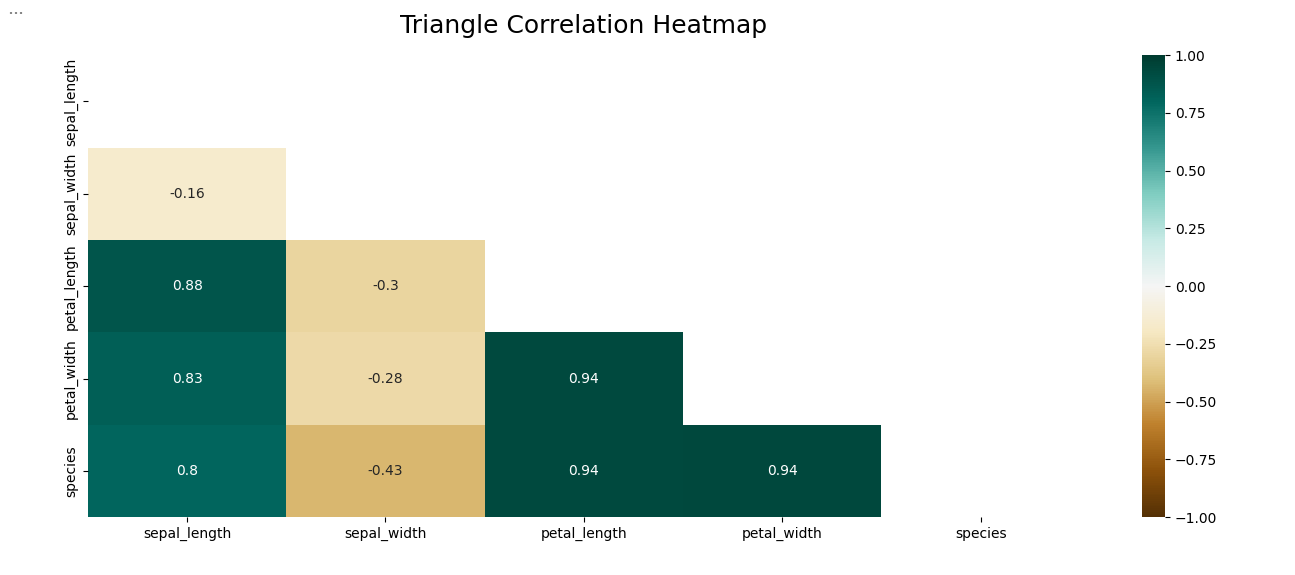 ...
Triangle Correlation Heatmap
sepal_length
sepal_width
petal_length
petal_width
species
-0.16
0.88 -0.3
0.83 -0.28 0.94
0.8 -0.43 0.94 0.94
sepal_length sepal_width petal_length petal_width species
1.00
0.75
0.50
0.25
0.00
−0.25
−0.50
−0.75
−1.00